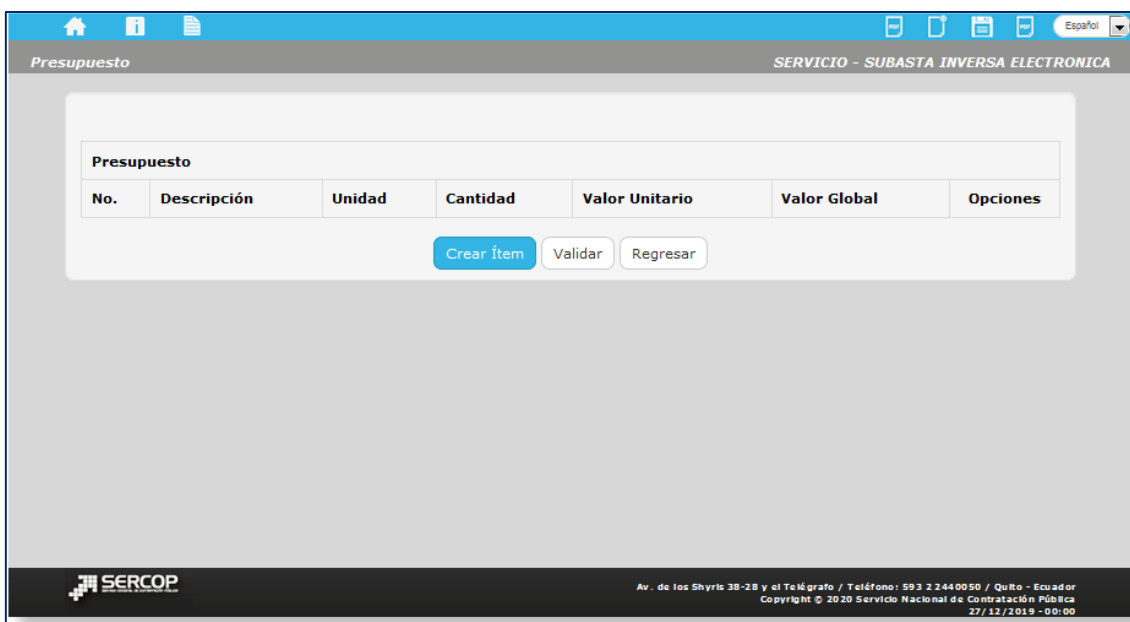 PDF PDF Español
Presupuesto SERVICIO - SUBASTA INVERSA ELECTRONICA
Presupuesto
No. Descripción Unidad Cantidad Valor Unitario Valor Global Opciones
Crear Ítem Validar Regresar
SERCOP
Av. de los Shyris 38-28 y el Telégrafo / Teléfono: 593 2 2440050 / Quito - Ecuador
Copyright © 2020 Servicio Nacional de Contratación Pública
27/12/2019 - 00:00